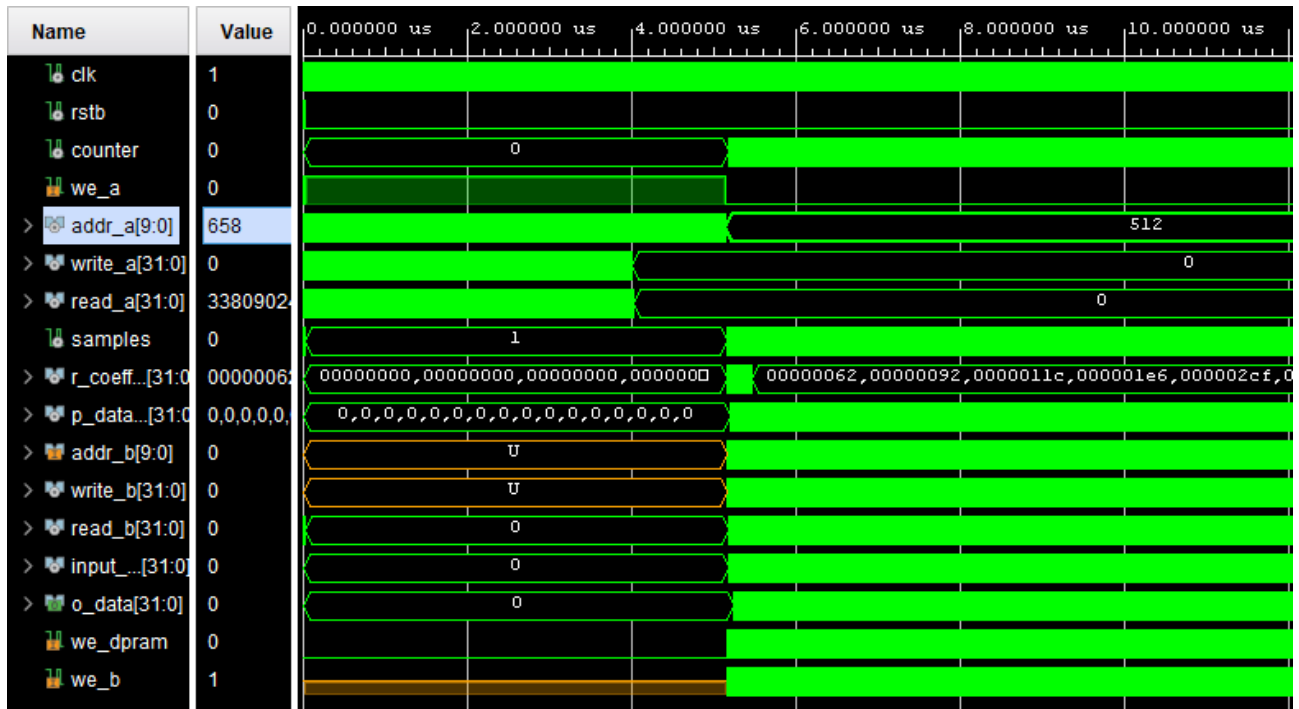 Name Value 0.000000 us 2.000000 us 4.000000 us 6.000000 us 8.000000 us 10.000000 us
clk 1
rstb 0
counter 0 0
we_a 0
addr_a[9:0] 658 512
write_a[31:0] 0 0
read_a[31:0] 33809024 0
samples 0 1
r_coeff...[31:0 00000062 00000000,00000000,00000000,0000000 00000062,00000092,0000011c,000001e6,000002cf,0
p_data...[31:0 0,0,0,0,0, 0,0,0,0,0,0,0,0,0,0,0,0,0,0,0,0
addr_b[9:0] 0 U
write_b[31:0] 0 U
read_b[31:0] 0 0
input_...[31:0] 0 0
o_data[31:0] 0 0
we_dpram 0
we_b 1